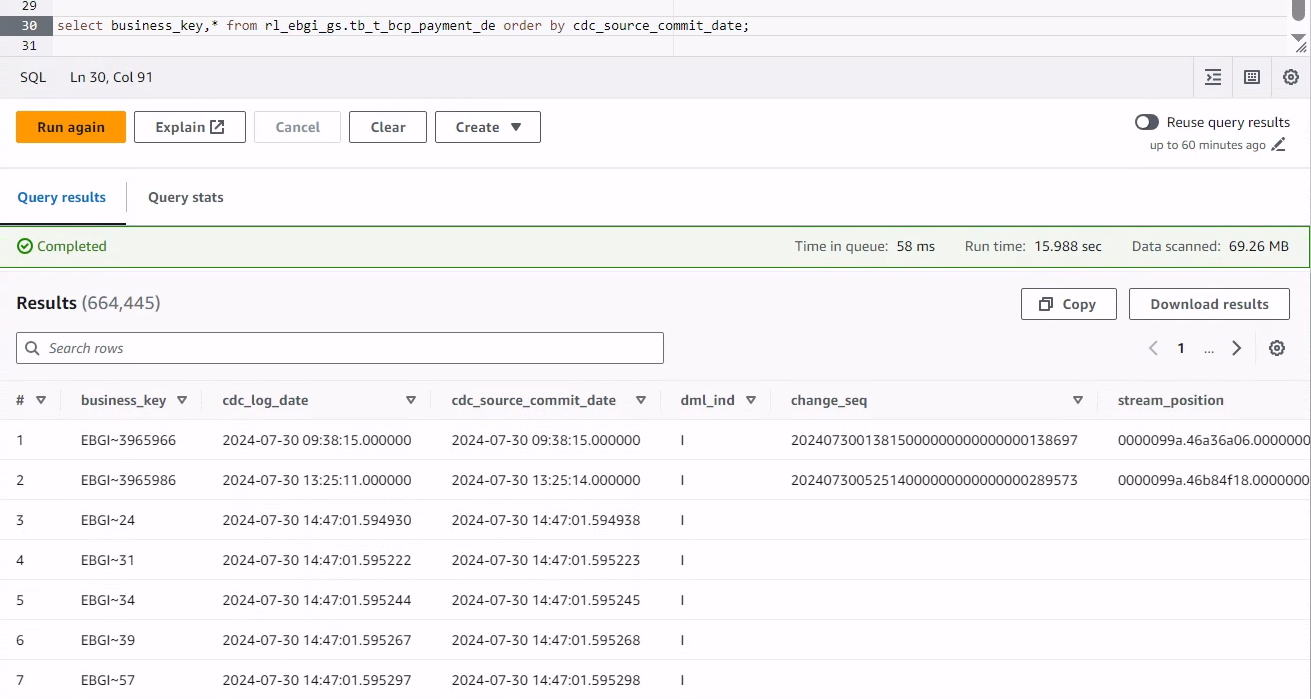 29
30 select business_key,* from rl_ebgi_gs.tb_t_bcp_payment_de order by cdc_source_commit_date;
31
SQL Ln 30, Col 91
Run again Explain Cancel Clear Create Reuse query results
up to 60 minutes ago
Query results Query stats
Completed Time in queue: 58 ms Run time: 15.988 sec Data scanned: 69.26 MB
Results (664,445) Copy Download results
Search rows 1 ...
# business_key cdc_log_date cdc_source_commit_date dml_ind change_seq stream_position
1 EBGI~3965966 2024-07-30 09:38:15.000000 2024-07-30 09:38:15.000000 I 20240730013815000000000000000138697 0000099a.46a36a06.0000000
2 EBGI~3965986 2024-07-30 13:25:11.000000 2024-07-30 13:25:14.000000 I 20240730052514000000000000000289573 0000099a.46b84f18.0000000
3 EBGI~24 2024-07-30 14:47:01.594930 2024-07-30 14:47:01.594938 I
4 EBGI~31 2024-07-30 14:47:01.595222 2024-07-30 14:47:01.595223 I
5 EBGI~34 2024-07-30 14:47:01.595244 2024-07-30 14:47:01.595245 I
6 EBGI~39 2024-07-30 14:47:01.595267 2024-07-30 14:47:01.595268 I
7 EBGI~57 2024-07-30 14:47:01.595297 2024-07-30 14:47:01.595298 I